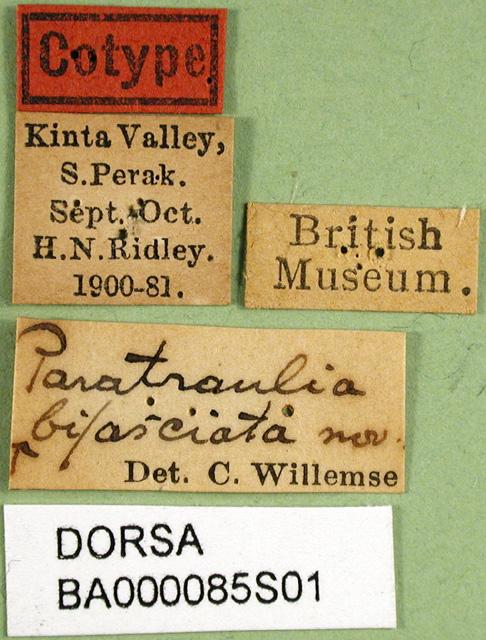 Cotype.
Kinta Valley,
S.Perak.
Sept. Oct.
H.N.Ridley.
1900-81.
British
Museum.
Paratraulia
bifasciata nov.
Det. C. Willemse
DORSA
BA000085S01